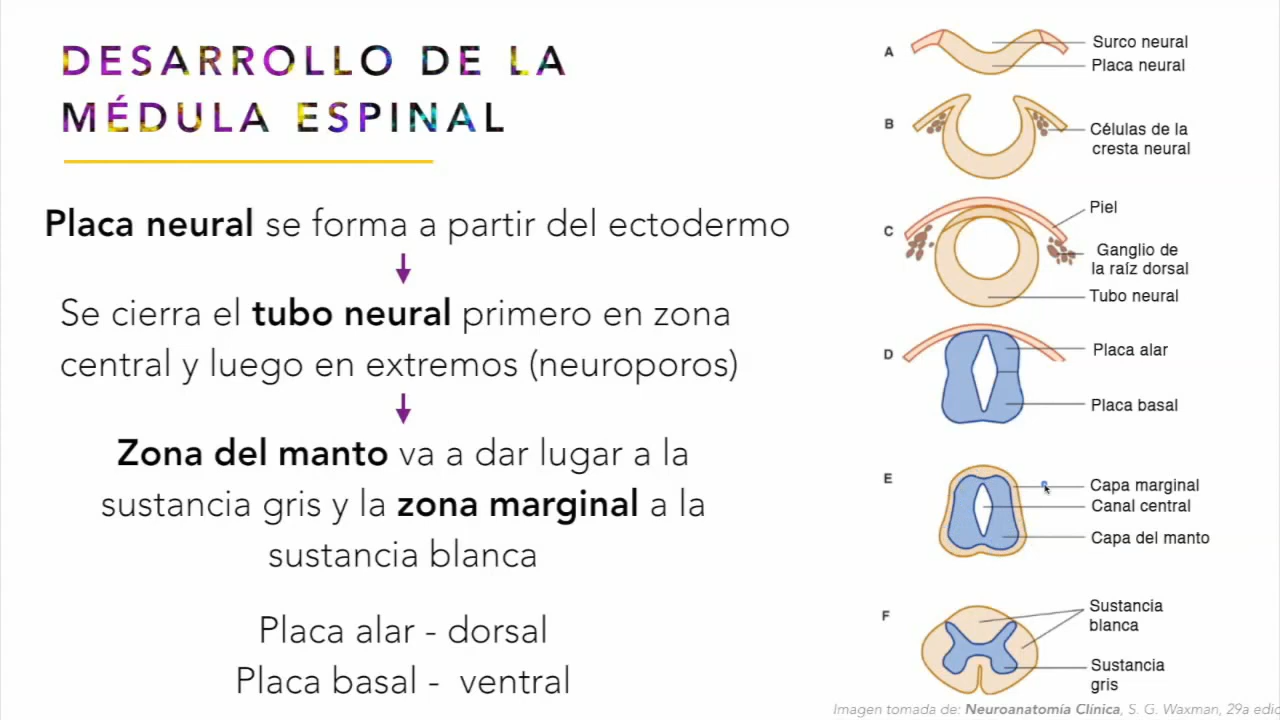 DESARROLLO DE LA
MÉDULA ESPINAL
Placa neural se forma a partir del ectodermo
Se cierra el tubo neural primero en zona
central y luego en extremos (neuroporos)
Zona del manto va a dar lugar a la
sustancia gris y la zona marginal a la
sustancia blanca
Placa alar - dorsal
Placa basal - ventral
A
Surco neural
Placa neural
B
Células de la
cresta neural
C
Piel
Ganglio de
la raíz dorsal
Tubo neural
D
Placa alar
Placa basal
E
Capa marginal
Canal central
Capa del manto
F
Sustancia
blanca
Sustancia
gris
Imagen tomada de: Neuroanatomía Clínica, S. G. Waxman, 29a edic